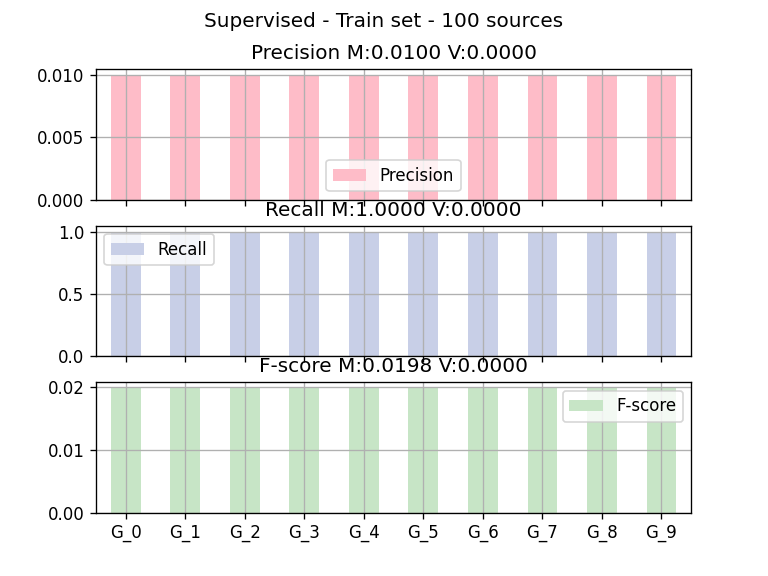 Supervised - Train set - 100 sources
Precision M:0.0100 V:0.0000
0.010
0.005
0.000
Precision
Recall M:1.0000 V:0.0000
1.0
0.5
0.0
Recall
F-score M:0.0198 V:0.0000
0.02
0.01
0.00
F-score
G_0 G_1 G_2 G_3 G_4 G_5 G_6 G_7 G_8 G_9